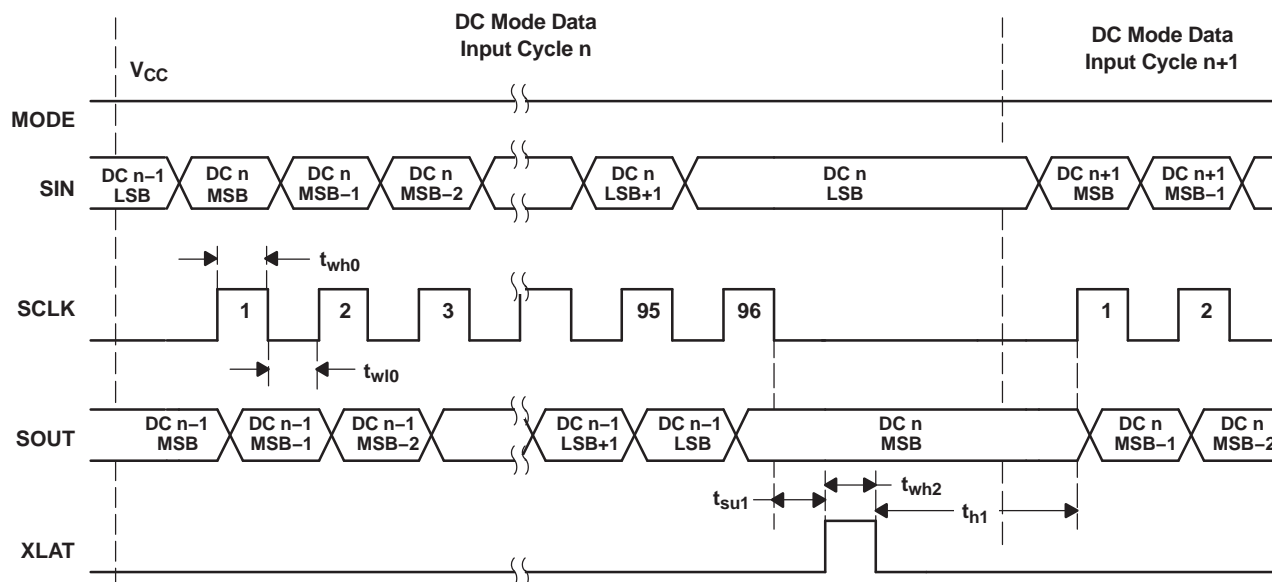 DC Mode Data
Input Cycle n
DC Mode Data
Input Cycle n+1
VCC
MODE
SIN
DC n−1
LSB
DC n
MSB
DC n
MSB−1
DC n
MSB−2
DC n
LSB+1
DC n
LSB
DC n+1
MSB
DC n+1
MSB−1
twh0
SCLK
1
2
3
95
96
1
2
twl0
SOUT
DC n−1
MSB
DC n−1
MSB−1
DC n−1
MSB−2
DC n−1
LSB+1
DC n−1
LSB
DC n
MSB
DC n
MSB−1
DC n
MSB−2
tsu1
twh2
th1
XLAT